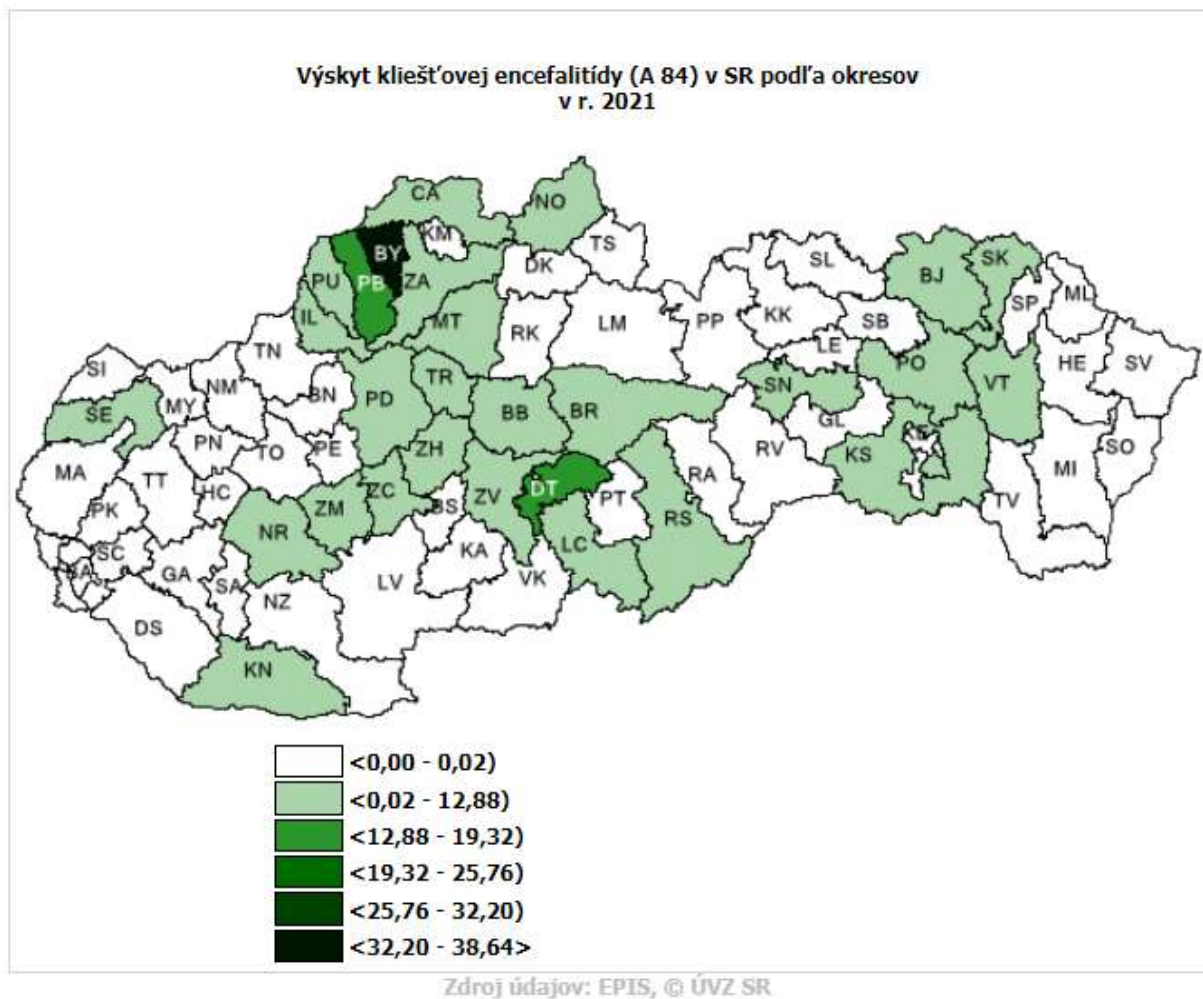 Výskyt kliešťovej encefalitídy (A 84) v SR podľa okresov
v r. 2021
CA
NO
KM
TS
BY
DK
SL
BJ
SK
PU
PB
ZA
SP
ML
IL
MT
RK
LM
PP
KK
SB
TN
LE
PO
HE
SV
SI
NM
BN
PD
TR
SN
VT
SE
MY
BB
BR
GL
KE
PN
TO
PE
ZH
RV
KS
SO
MA
TT
RA
MI
HC
ZC
DT
PT
PK
ZM
BS
ZV
RS
TV
NR
SC
KA
LC
BA
GA
SA
LV
VK
NZ
DS
KN
<0,00 - 0,02)
<0,02 - 12,88)
<12,88 - 19,32)
<19,32 - 25,76)
<25,76 - 32,20)
<32,20 - 38,64>
Zdroj údajov: EPIS, © ÚVZ SR